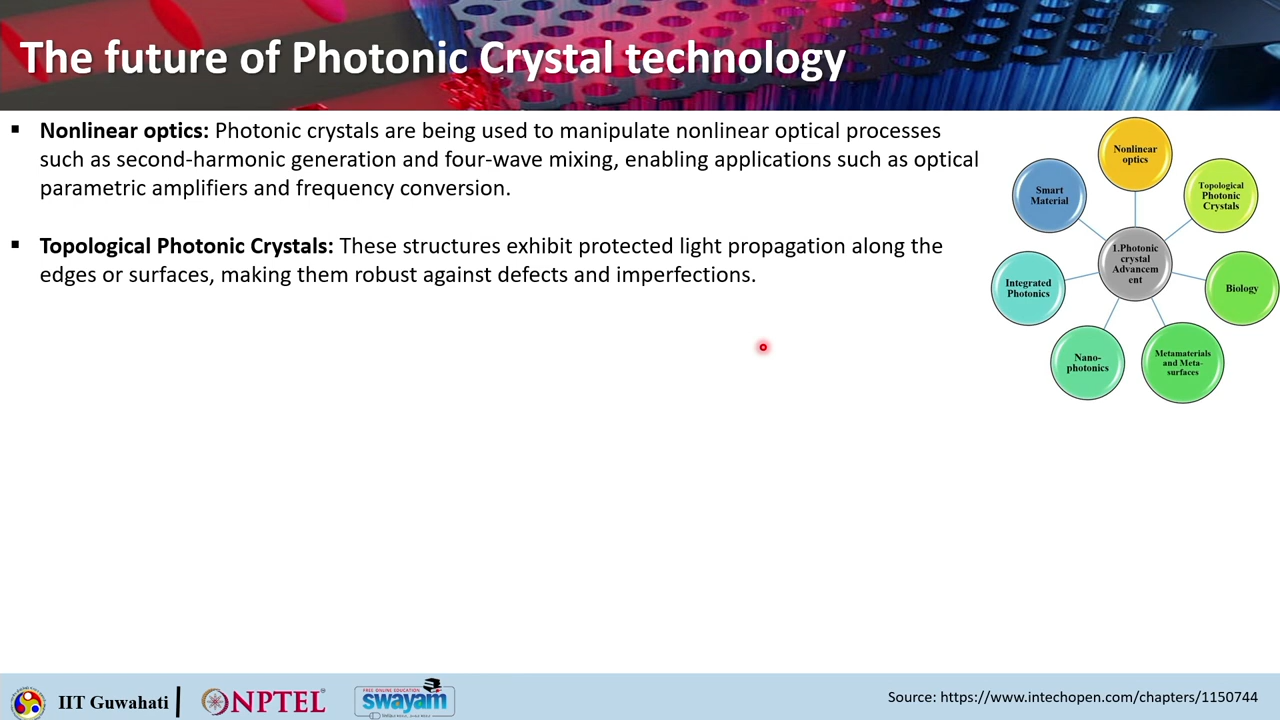 The future of Photonic Crystal technology
▪ Nonlinear optics: Photonic crystals are being used to manipulate nonlinear optical processes
such as second-harmonic generation and four-wave mixing, enabling applications such as optical
parametric amplifiers and frequency conversion.
▪ Topological Photonic Crystals: These structures exhibit protected light propagation along the
edges or surfaces, making them robust against defects and imperfections.
Nonlinear
optics
Topological
Photonic
Crystals
Biology
Metamaterials
and Meta-
surfaces
Nano-
photonics
Integrated
Photonics
Smart
Material
1.Photonic
crystal
Advancem
ent
IIT Guwahati
NPTEL
FREE ONLINE EDUCATION
swayam
Source: https://www.intechopen.com/chapters/1150744